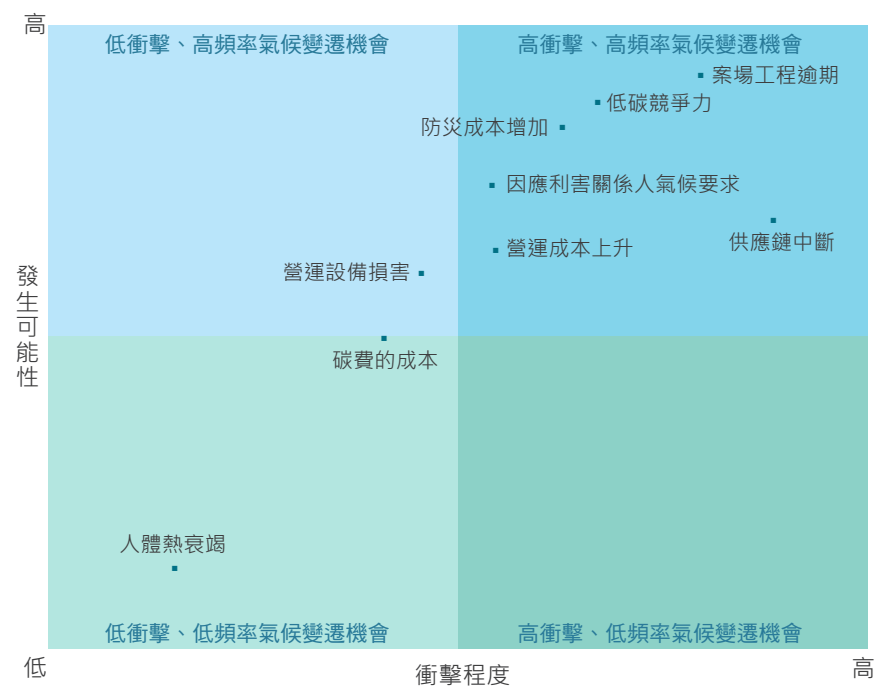 高
低衝擊、高頻率氣候變遷機會
高衝擊、高頻率氣候變遷機會
案場工程逾期
低碳競爭力
防災成本增加
因應利害關係人氣候要求
供應鏈中斷
營運成本上升
營運設備損害
發生可能性
碳費的成本
人體熱衰竭
低衝擊、低頻率氣候變遷機會
高衝擊、低頻率氣候變遷機會
低
衝擊程度
高